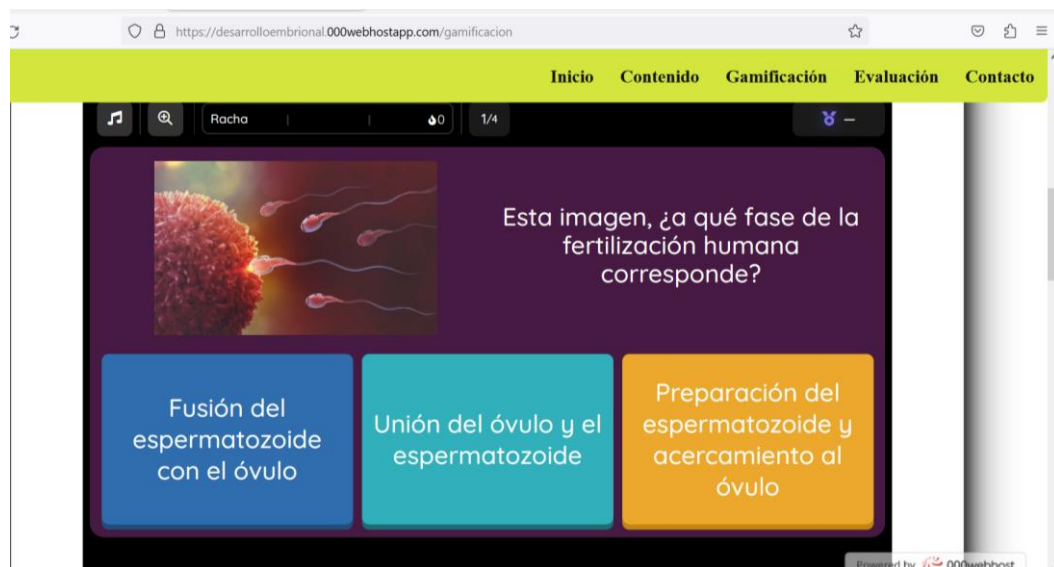 https://desarrolloembrional.000webhostapp.com/gamificacion
Inicio Contenido Gamificación Evaluación Contacto
Racha 0 1/4 –
Esta imagen, ¿a qué fase de la
fertilización humana
corresponde?
Fusión del
espermatozoide
con el óvulo
Unión del óvulo y el
espermatozoide
Preparación del
espermatozoide y
acercamiento al
óvulo
Powered by 000webhost